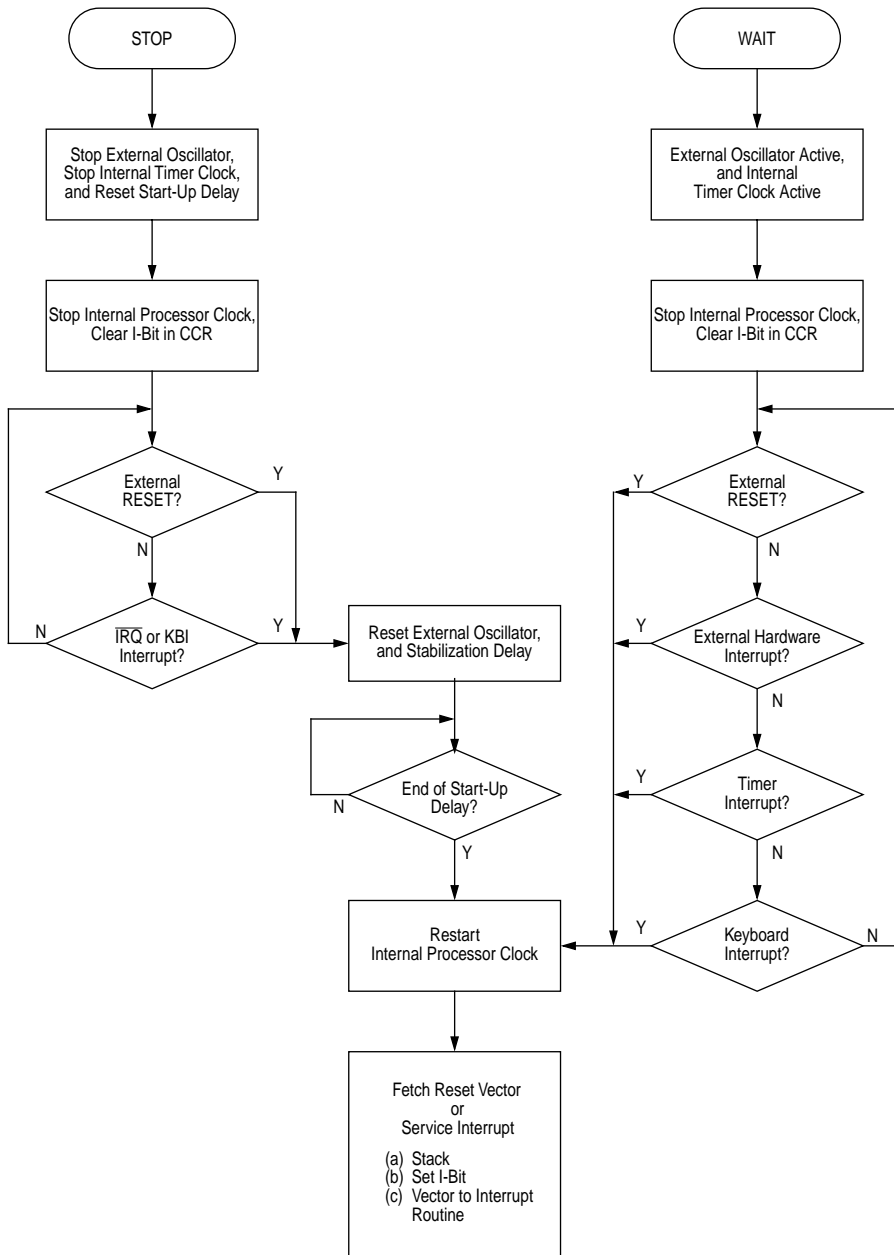 STOP
Stop External Oscillator,
Stop Internal Timer Clock,
and Reset Start-Up Delay
Stop Internal Processor Clock,
Clear I-Bit in CCR
External
RESET?
Y
N
IRQ or KBI
Interrupt?
N
Y
Reset External Oscillator,
and Stabilization Delay
End of Start-Up
Delay?
N
Y
WAIT
External Oscillator Active,
and Internal
Timer Clock Active
Stop Internal Processor Clock,
Clear I-Bit in CCR
External
RESET?
Y
N
External Hardware
Interrupt?
Y
N
Timer
Interrupt?
Y
N
Keyboard
Interrupt?
Y
N
Restart
Internal Processor Clock
Fetch Reset Vector
or
Service Interrupt
(a) Stack
(b) Set I-Bit
(c) Vector to Interrupt
Routine